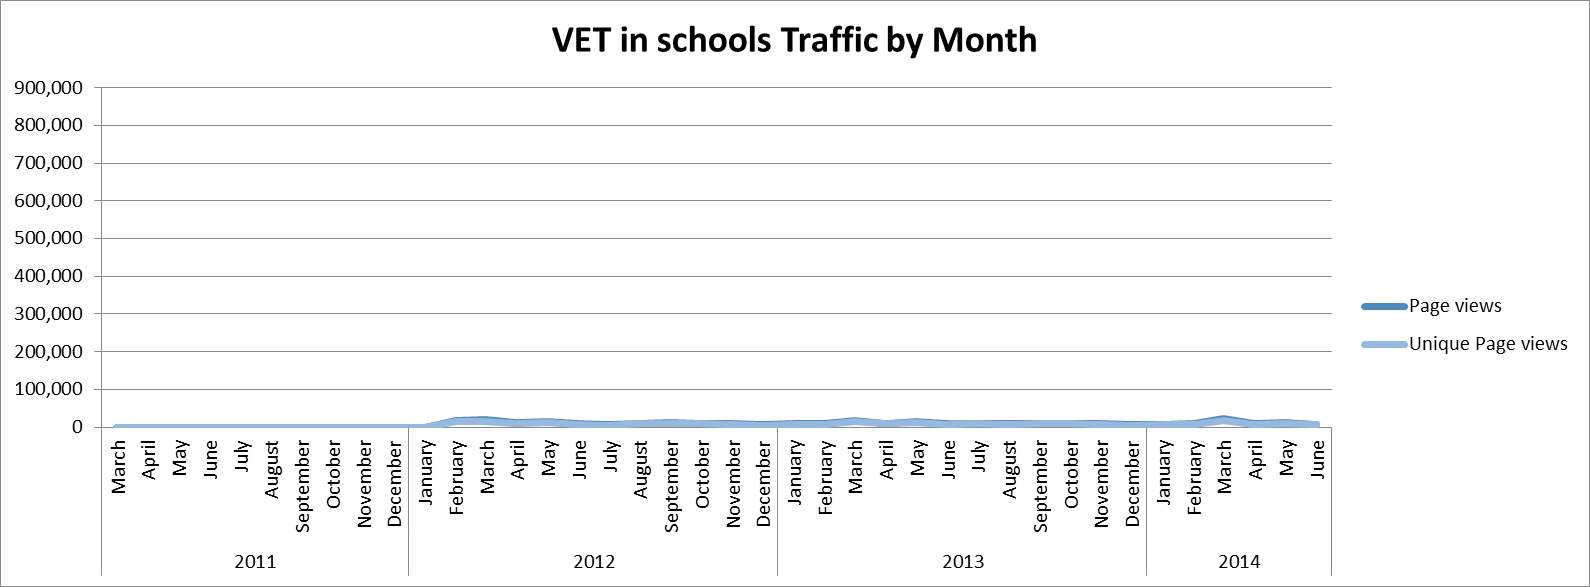 VET in schools Traffic by Month
900,000
800,000
700,000
600,000
500,000
400,000
300,000
200,000
100,000
0
Page views
Unique Page views
March
April
May
June
July
August
September
October
November
December
January
February
March
April
May
June
July
August
September
October
November
December
January
February
March
April
May
June
July
August
September
October
November
December
January
February
March
April
May
June
2011
2012
2013
2014